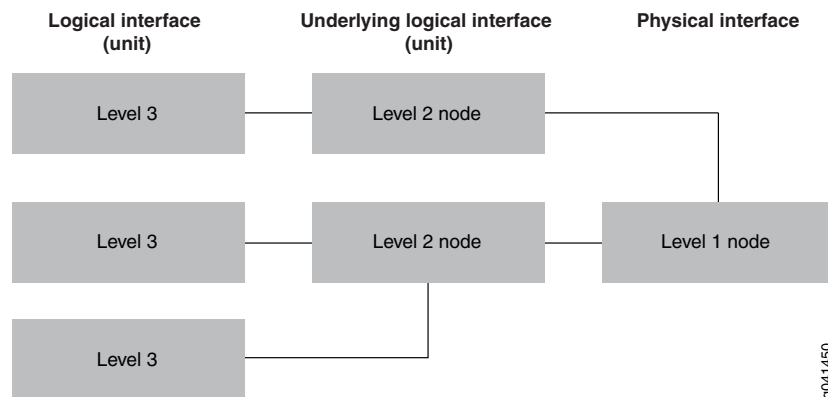 Logical interface
(unit)
Underlying logical interface
(unit)
Physical interface
Level 3
Level 2 node
Level 3
Level 2 node
Level 1 node
Level 3
g041450